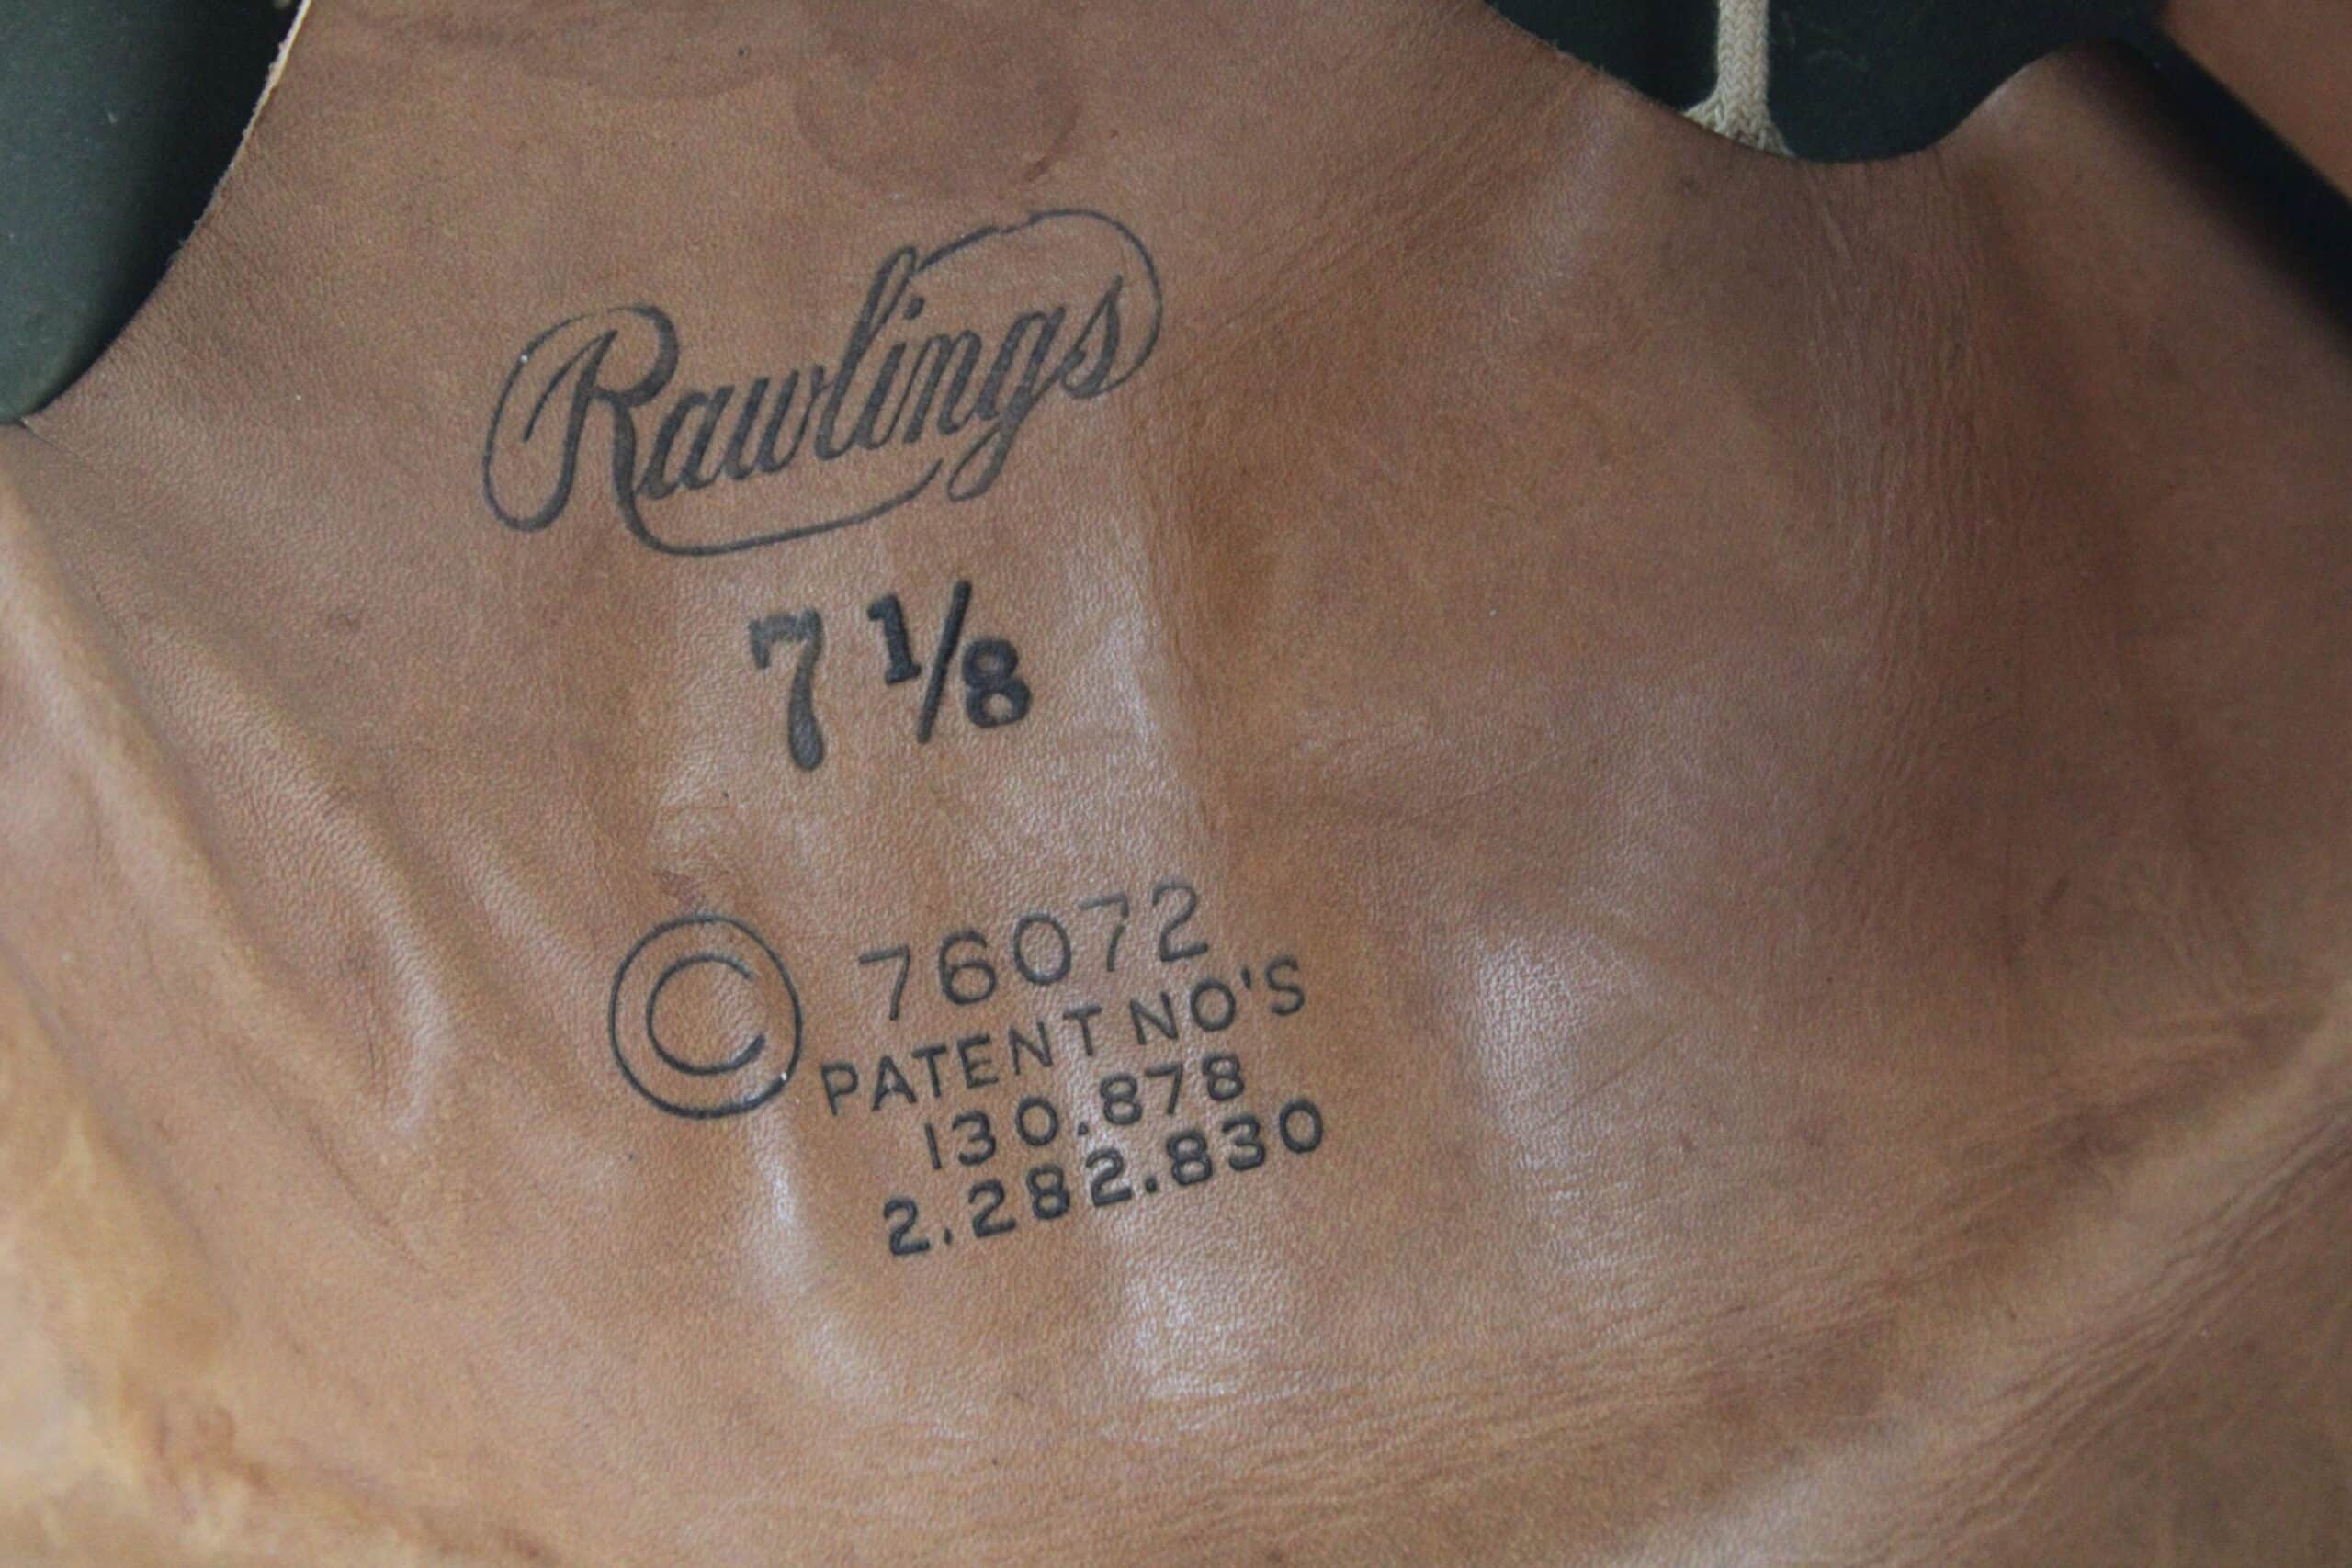 Rawlings
7 1/8
© 76072
PATENT NO'S
130.878
2.282.830